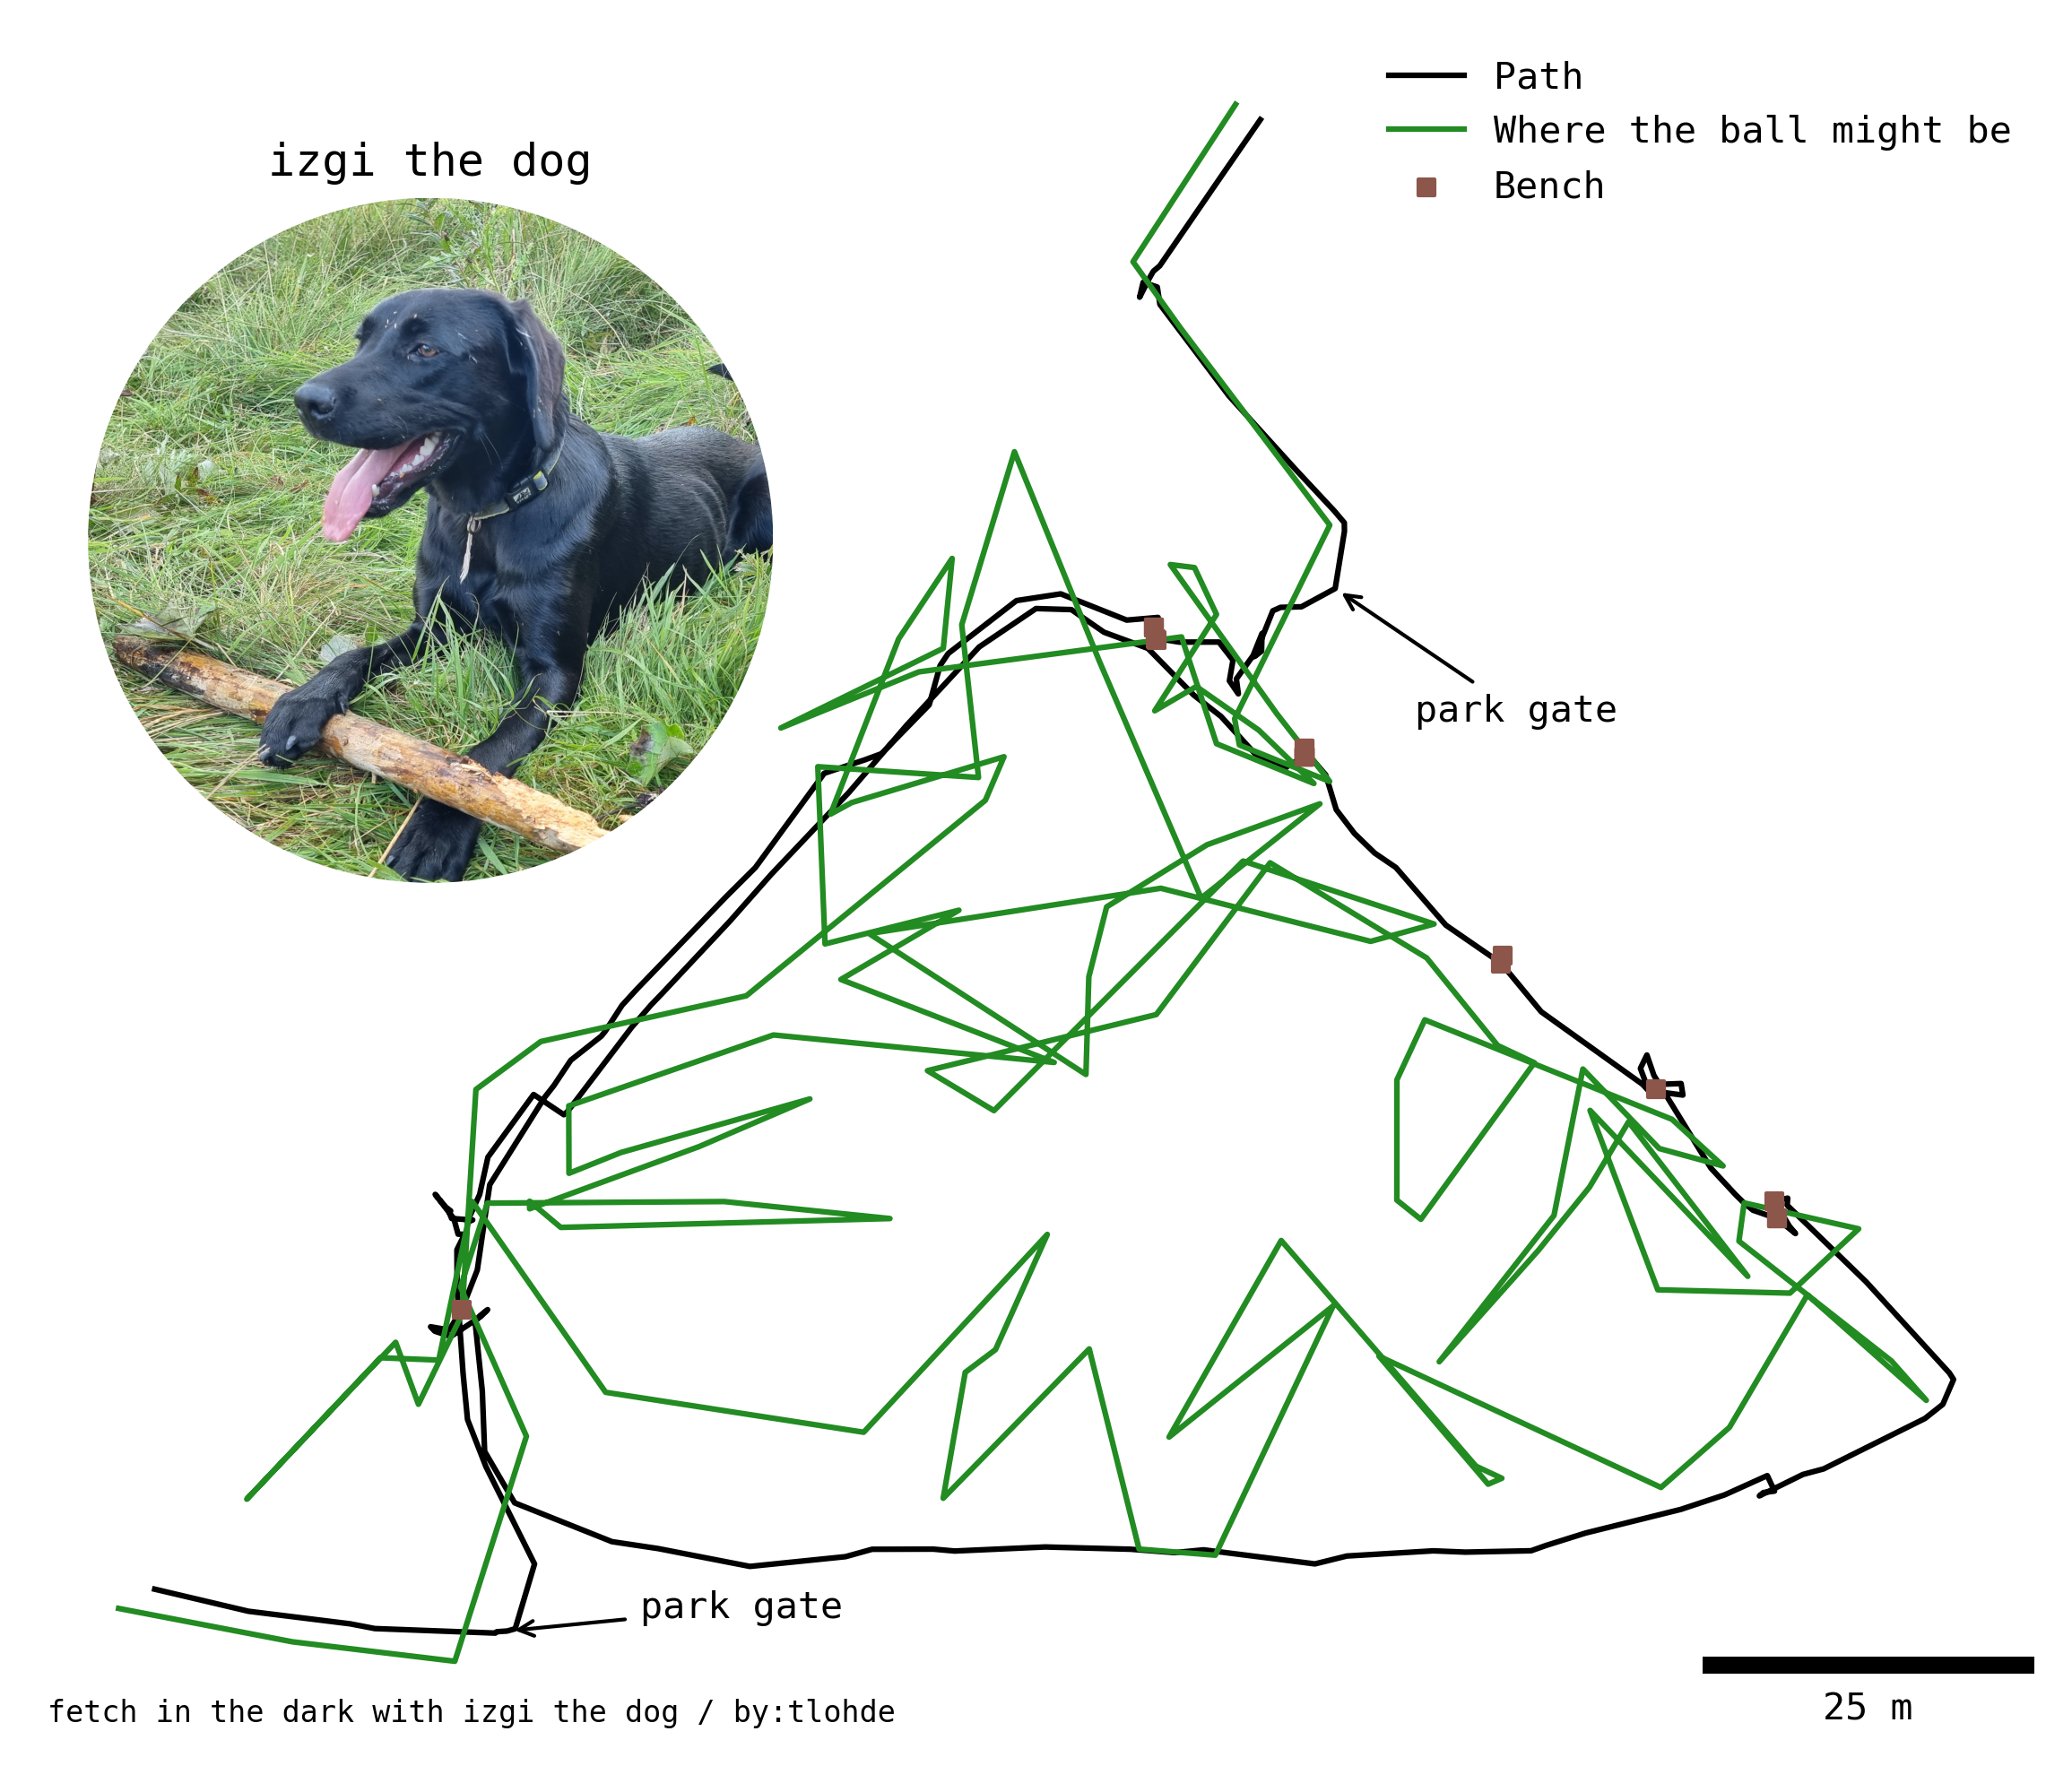 Path
Where the ball might be
Bench
izgi the dog
park gate
park gate
25 m
fetch in the dark with izgi the dog / by:tlohde